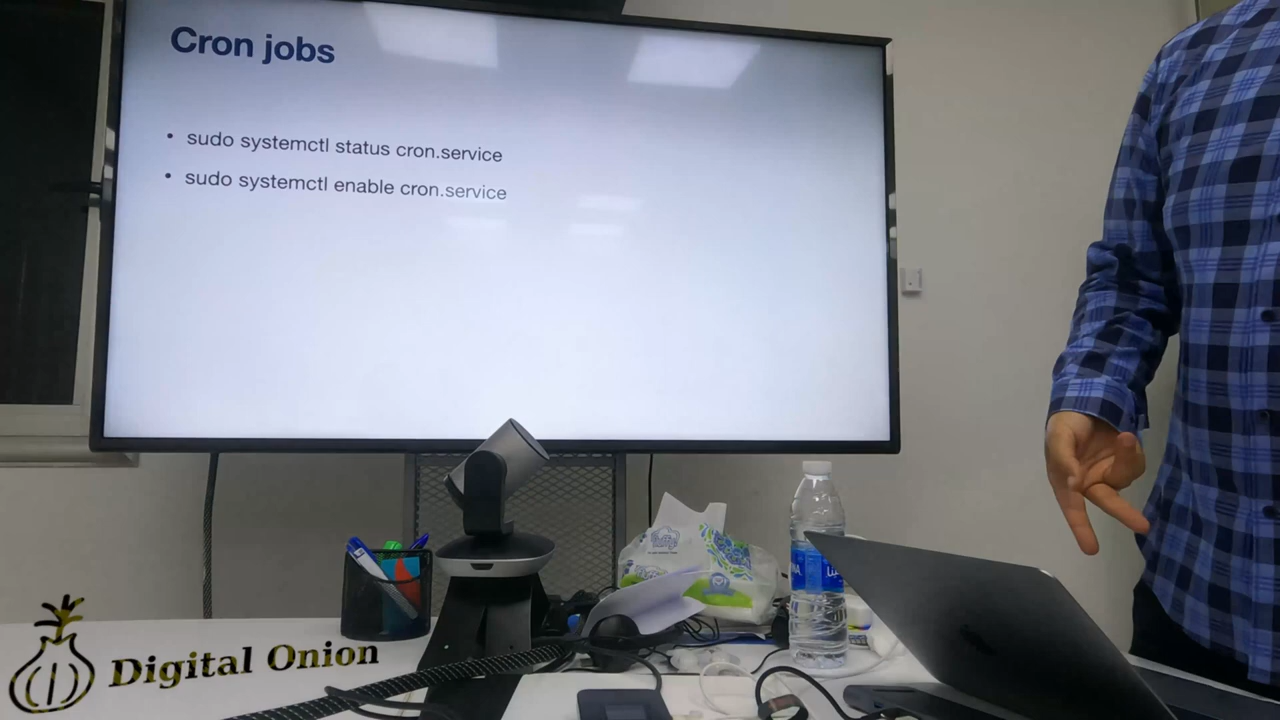 Cron jobs
• sudo systemctl status cron.service
• sudo systemctl enable cron.service
Digital Onion